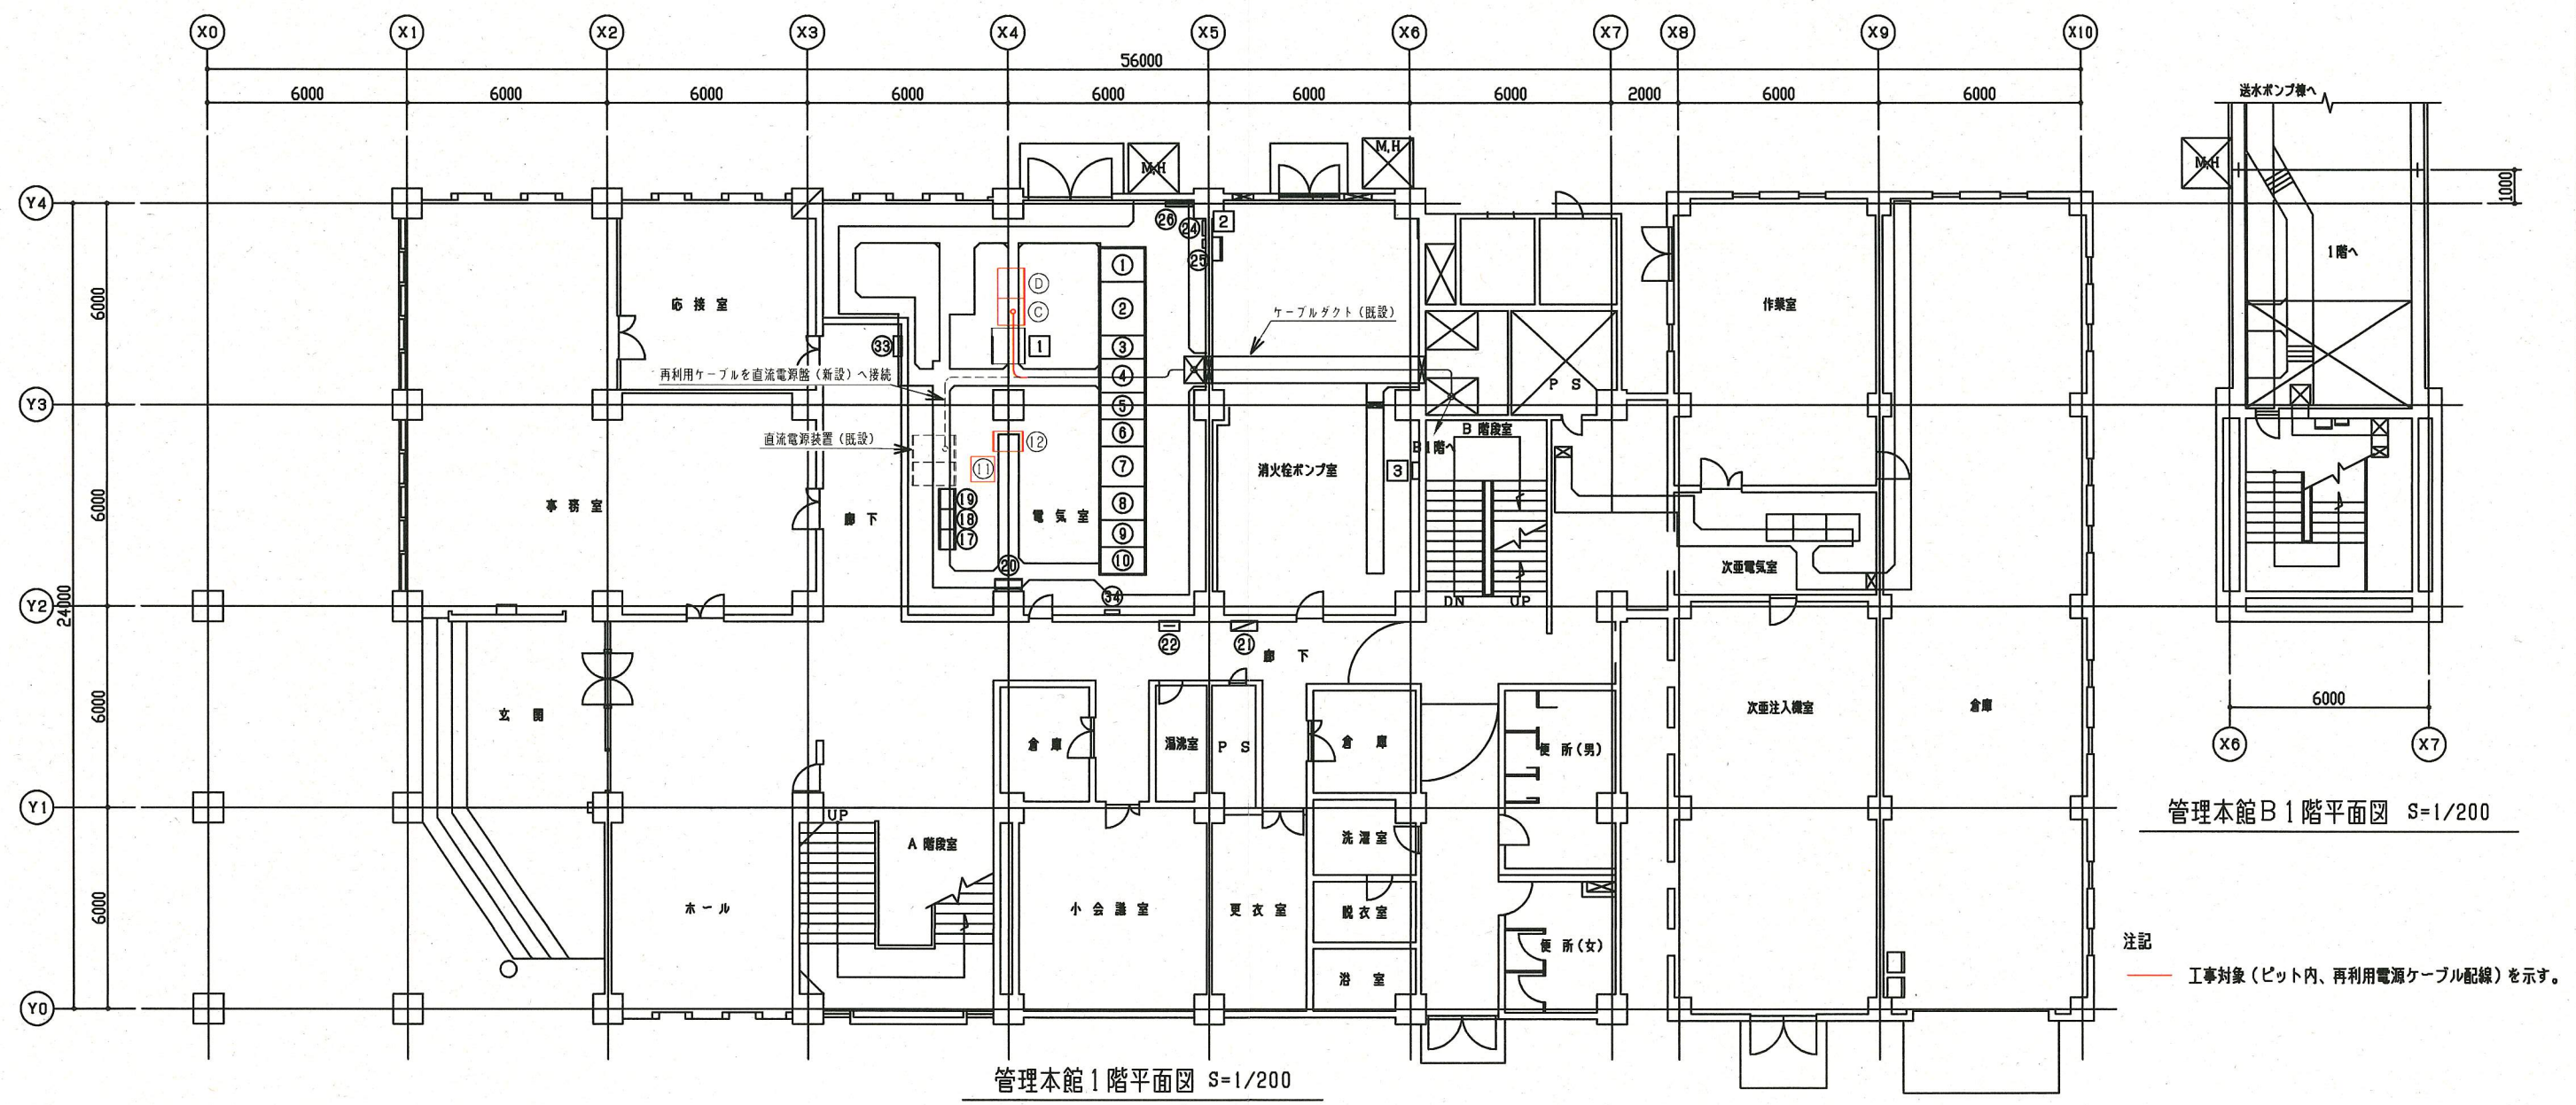 X0 X1 X2 X3 X4 X5 X6 X7 X8 X9 X10
56000
6000 6000 6000 6000 6000 6000 6000 2000 6000 6000
送水ポンプ棟へ
M,H M,H M,H
Y4
1000
26 24 2
25
1階へ
D 1
応接室
C 2
作業室
ケーブルダクト(既設)
33 1 3
再利用ケーブルを直流電源盤(新設)へ接続
4
PS
Y3
5
6
B階段室
直流電源装置(既設)
12
B1階へ
11 7
消火栓ポンプ室
3
19
事務室
18
廊下
電気室
8
17 9
10
20
次亜電気室
34
Y2
DN UP
22 21
廊下
6000
6000
6000
6000
24000
玄関
倉庫
湯沸室
PS
倉庫
便所(男)
次亜注入機室
倉庫
6000
X6 X7
Y1
UP
管理本館B1階平面図 S=1/200
A階段室
洗濯室
ホール
小会議室
更衣室
脱衣室
便所(女)
注記
浴室
工事対象(ピット内、再利用電源ケーブル配線)を示す。
Y0
管理本館1階平面図 S=1/200